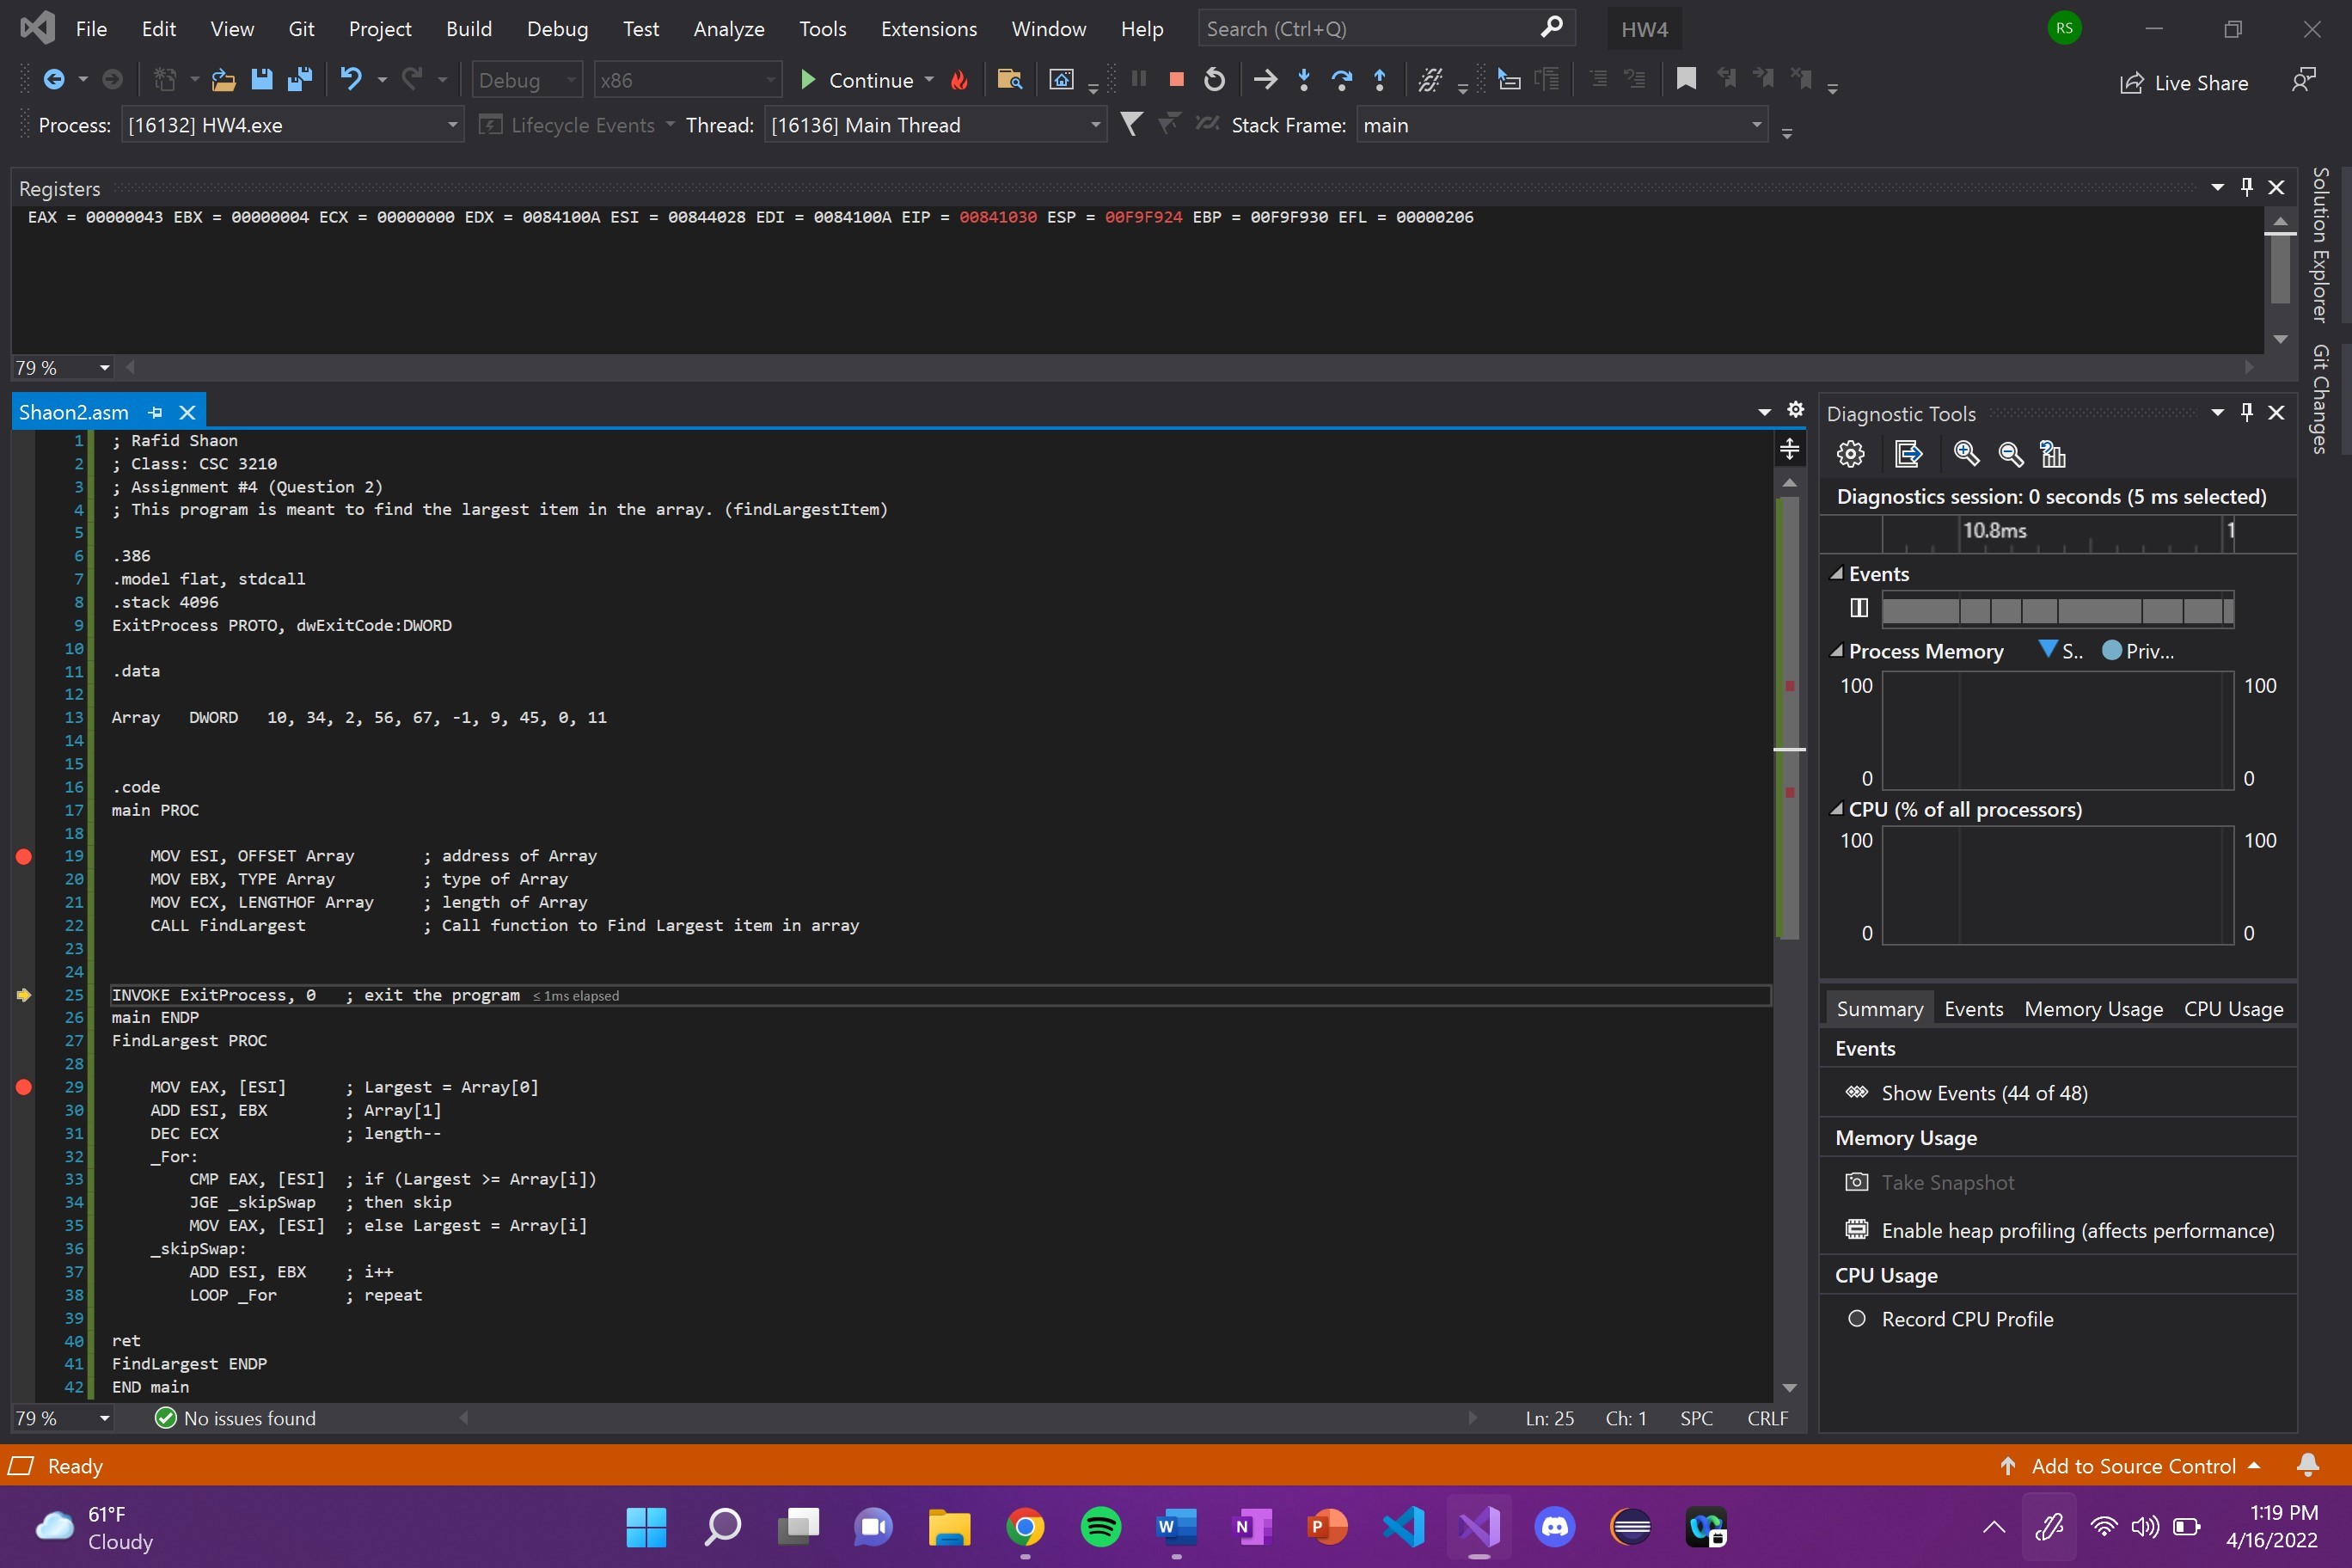 File Edit View Git Project Build Debug Test Analyze Tools Extensions Window Help Search (Ctrl+Q) HW4 RS
Debug x86 Continue Live Share
Process: [16132] HW4.exe Lifecycle Events Thread: [16136] Main Thread Stack Frame: main
Registers
EAX = 00000043 EBX = 00000004 ECX = 00000000 EDX = 0084100A ESI = 00844028 EDI = 0084100A EIP = 00841030 ESP = 00F9F924 EBP = 00F9F930 EFL = 00000206
79 %
Solution Explorer
Git Changes
Shaon2.asm
1 ; Rafid Shaon
2 ; Class: CSC 3210
3 ; Assignment #4 (Question 2)
4 ; This program is meant to find the largest item in the array. (findLargestItem)
5
6 .386
7 .model flat, stdcall
8 .stack 4096
9 ExitProcess PROTO, dwExitCode:DWORD
10
11 .data
12
13 Array DWORD 10, 34, 2, 56, 67, -1, 9, 45, 0, 11
14
15
16 .code
17 main PROC
18
19 MOV ESI, OFFSET Array ; address of Array
20 MOV EBX, TYPE Array ; type of Array
21 MOV ECX, LENGTHOF Array ; length of Array
22 CALL FindLargest ; Call function to Find Largest item in array
23
24
25 INVOKE ExitProcess, 0 ; exit the program ≤ 1ms elapsed
26 main ENDP
27 FindLargest PROC
28
29 MOV EAX, [ESI] ; Largest = Array[0]
30 ADD ESI, EBX ; Array[1]
31 DEC ECX ; length--
32 _For:
33 CMP EAX, [ESI] ; if (Largest >= Array[i])
34 JGE _skipSwap ; then skip
35 MOV EAX, [ESI] ; else Largest = Array[i]
36 _skipSwap:
37 ADD ESI, EBX ; i++
38 LOOP _For ; repeat
39
40 ret
41 FindLargest ENDP
42 END main
79 % No issues found Ln: 25 Ch: 1 SPC CRLF
Diagnostic Tools
Diagnostics session: 0 seconds (5 ms selected)
10.8ms 1
Events
Process Memory S.. Priv...
100 100
0 0
CPU (% of all processors)
100 100
0 0
Summary Events Memory Usage CPU Usage
Events
Show Events (44 of 48)
Memory Usage
Take Snapshot
Enable heap profiling (affects performance)
CPU Usage
Record CPU Profile
Ready Add to Source Control
61°F
Cloudy
W N P
1:19 PM
4/16/2022